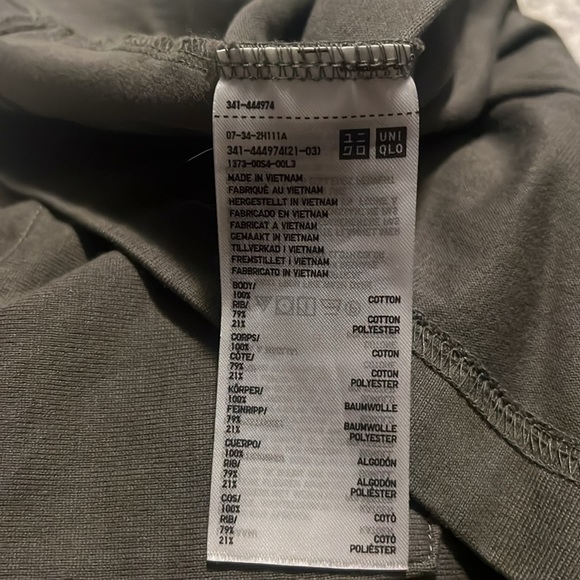 341-444974
07-34-2H111A
ユニ
クロ
UNI
QLO
341-444974(21-03)
1373-00S4-00L3
MADE IN VIETNAM
FABRIQUÉ AU VIETNAM
HERGESTELLT IN VIETNAM
FABRICADO EN VIETNAM
FABRICAT A VIETNAM
GEMAAKT IN VIETNAM
TILLVERKAD I VIETNAM
FREMSTILLET I VIETNAM
FABBRICATO IN VIETNAM
BODY/
100% COTTON
RIB/
79% COTTON
21% POLYESTER
CORPS/
100% COTON
CÔTE/
79% COTON
21% POLYESTER
KÖRPER/
100% BAUMWOLLE
FEINRIPP/
79% BAUMWOLLE
21% POLYESTER
CUERPO/
100% ALGODÓN
RIB/
79% ALGODÓN
21% POLIÉSTER
COS/
100% COTÓ
RIB/
79% COTÓ
21% POLIÈSTER